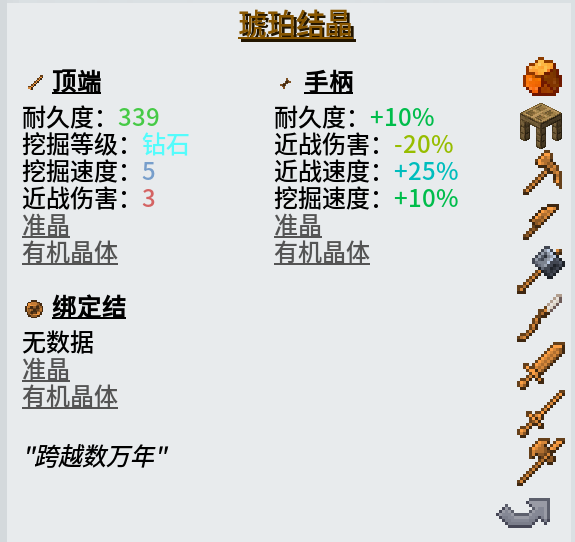 琥珀结晶
顶端
耐久度：339
挖掘等级：钻石
挖掘速度：5
近战伤害：3
准晶
有机晶体
手柄
耐久度：+10%
近战伤害：-20%
近战速度：+25%
挖掘速度：+10%
准晶
有机晶体
绑定结
无数据
准晶
有机晶体
"跨越数万年"